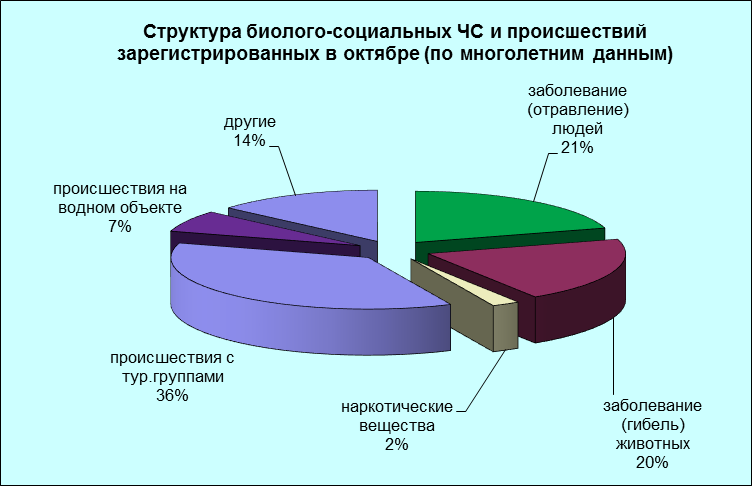 Структура биолого-социальных ЧС и происшествий
зарегистрированных в октябре (по многолетним данным)
заболевание
(отравление)
людей
21%
другие
14%
происшествия на
водном объекте
7%
происшествия с
тур.группами
36%
наркотические
вещества
2%
заболевание
(гибель)
животных
20%